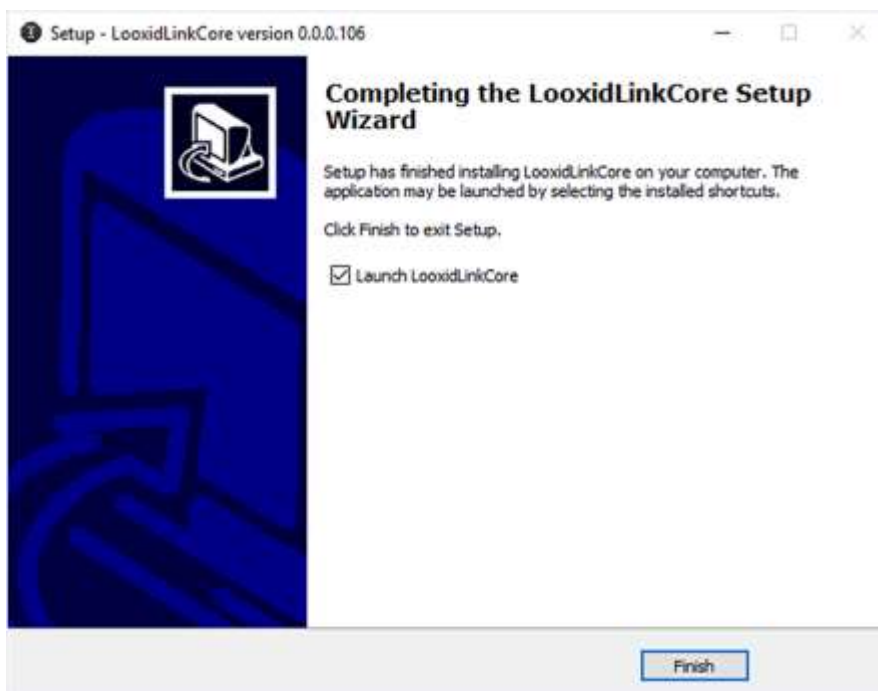 Setup - LooxidLinkCore version 0.0.0.106
Completing the LooxidLinkCore Setup
Wizard
Setup has finished installing LooxidLinkCore on your computer. The
application may be launched by selecting the installed shortcuts.
Click Finish to exit Setup.
Launch LooxidLinkCore
Finish